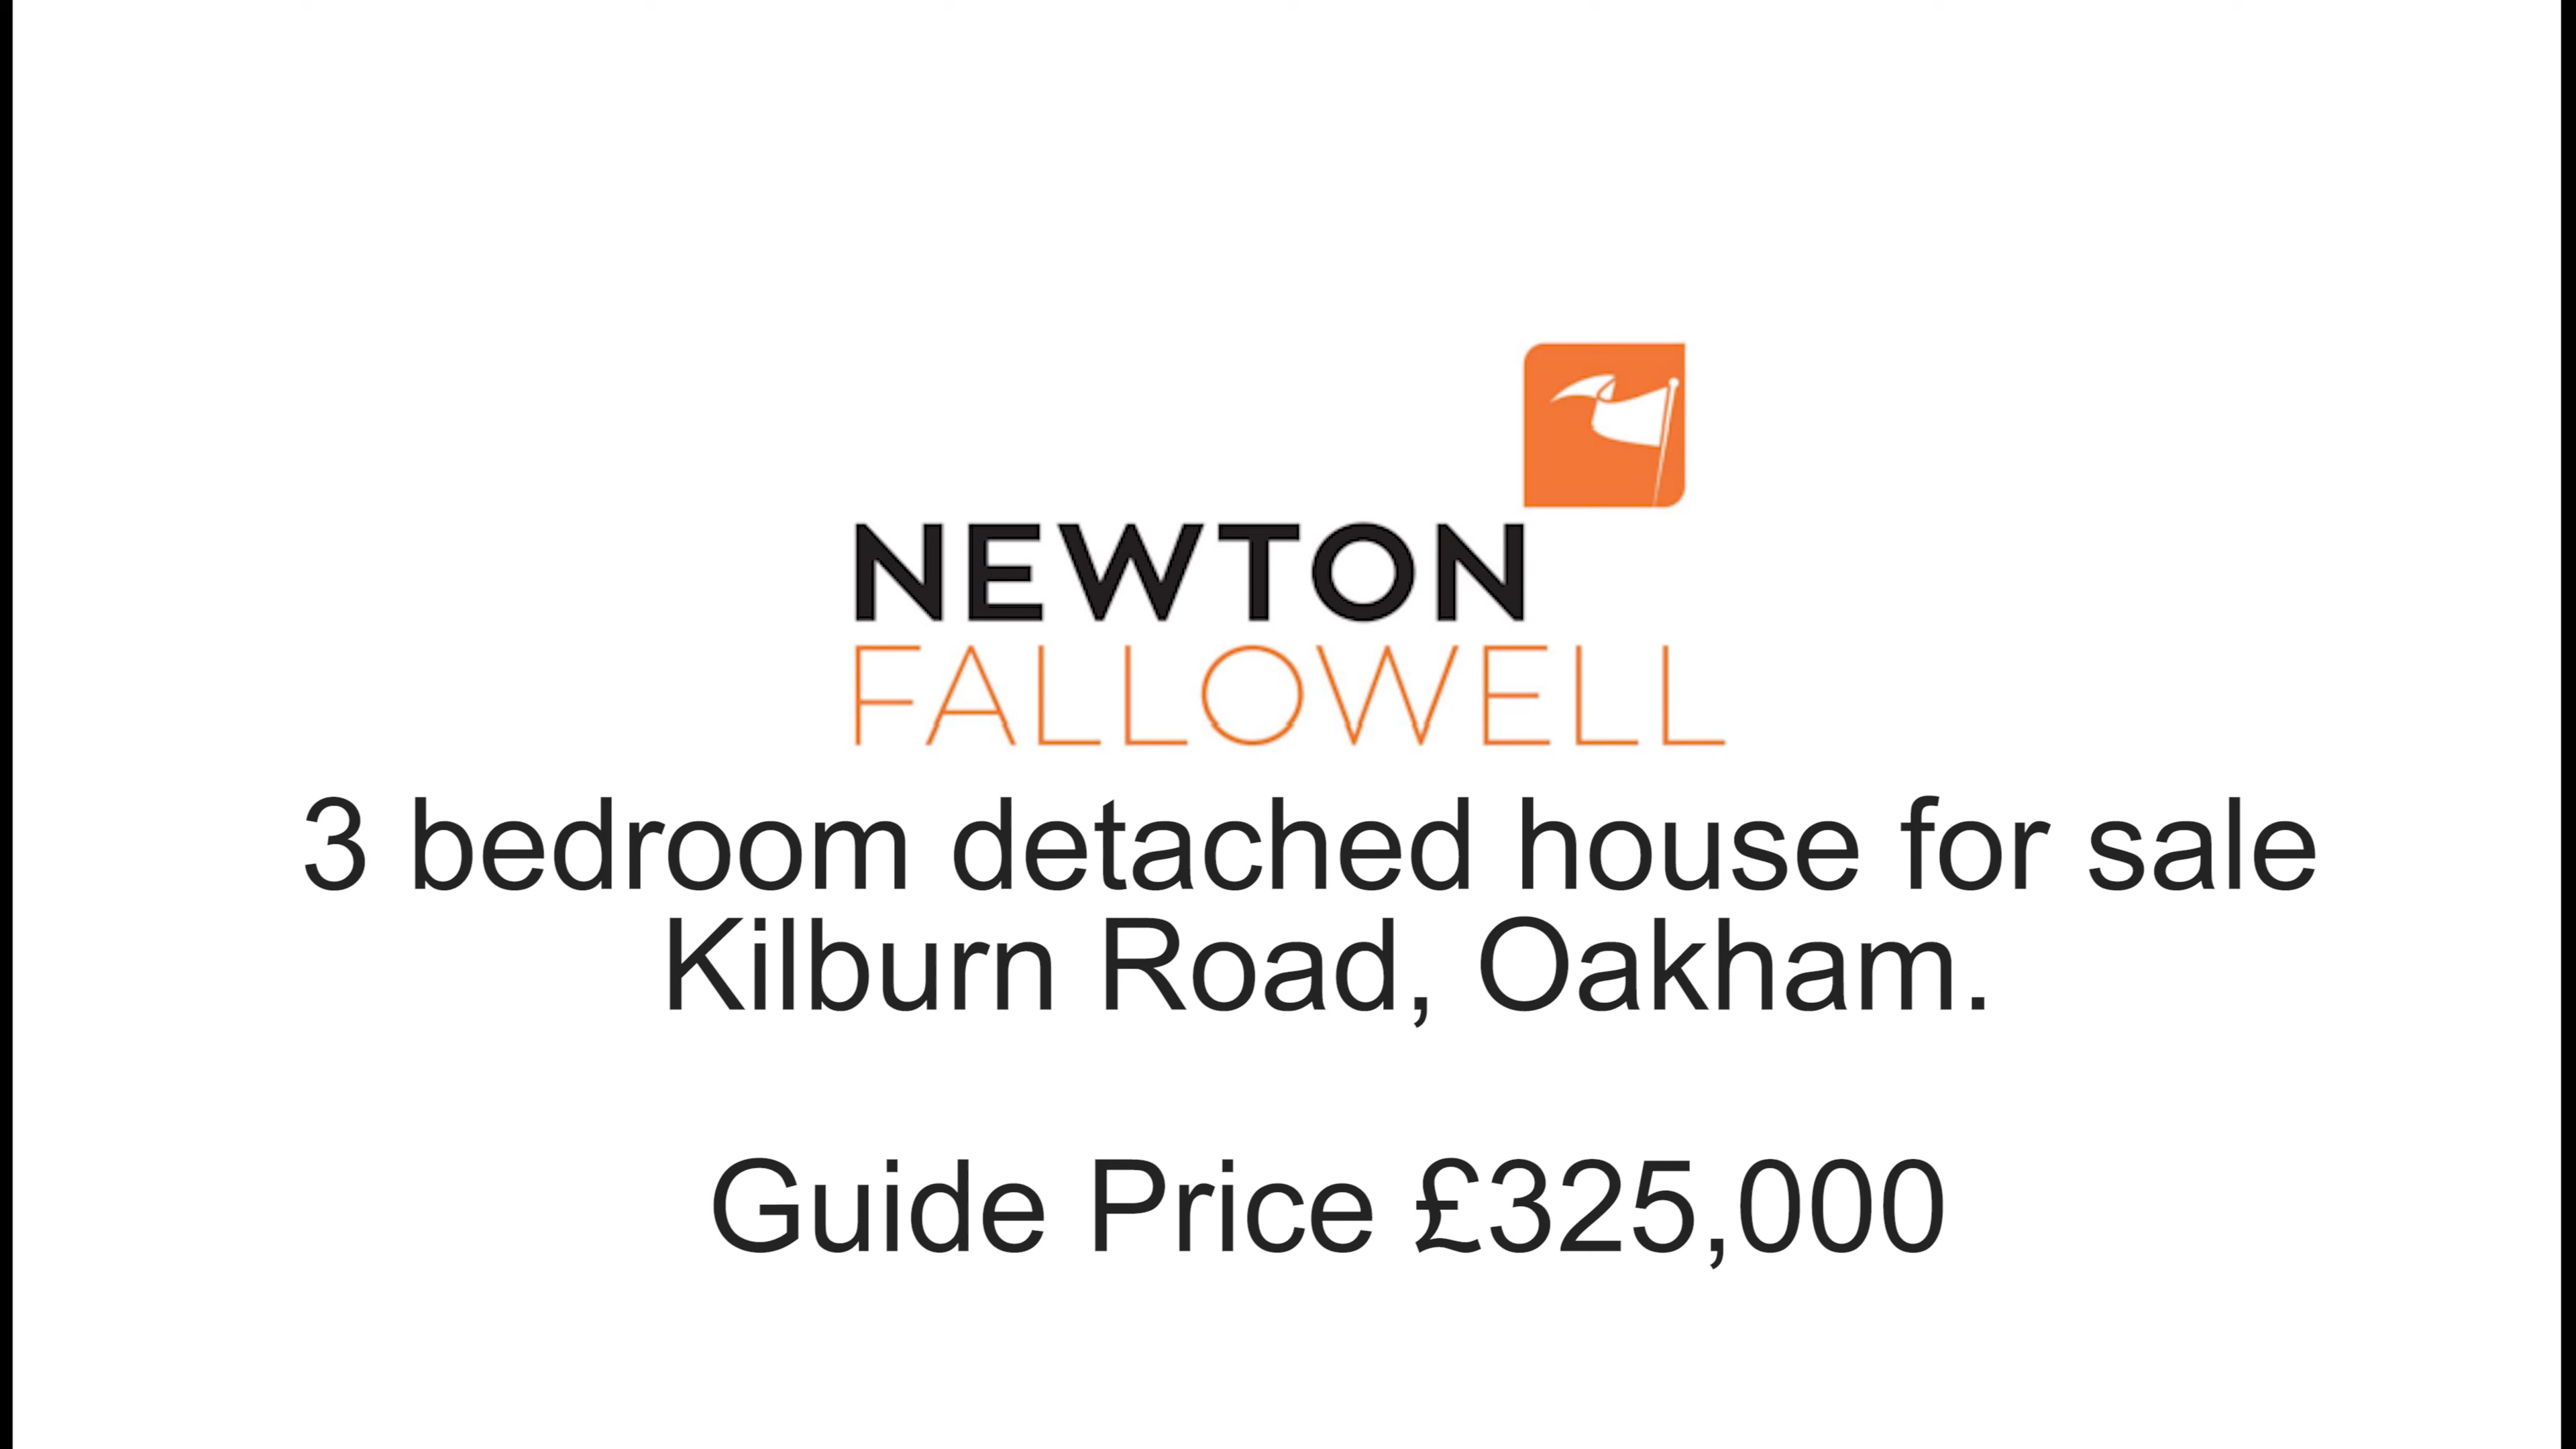 NEWTON
FALLOWELL
3 bedroom detached house for sale
Kilburn Road, Oakham.
Guide Price £325,000